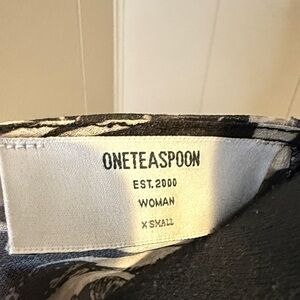 ONETEASPOON
EST.2000
WOMAN
X SMALL